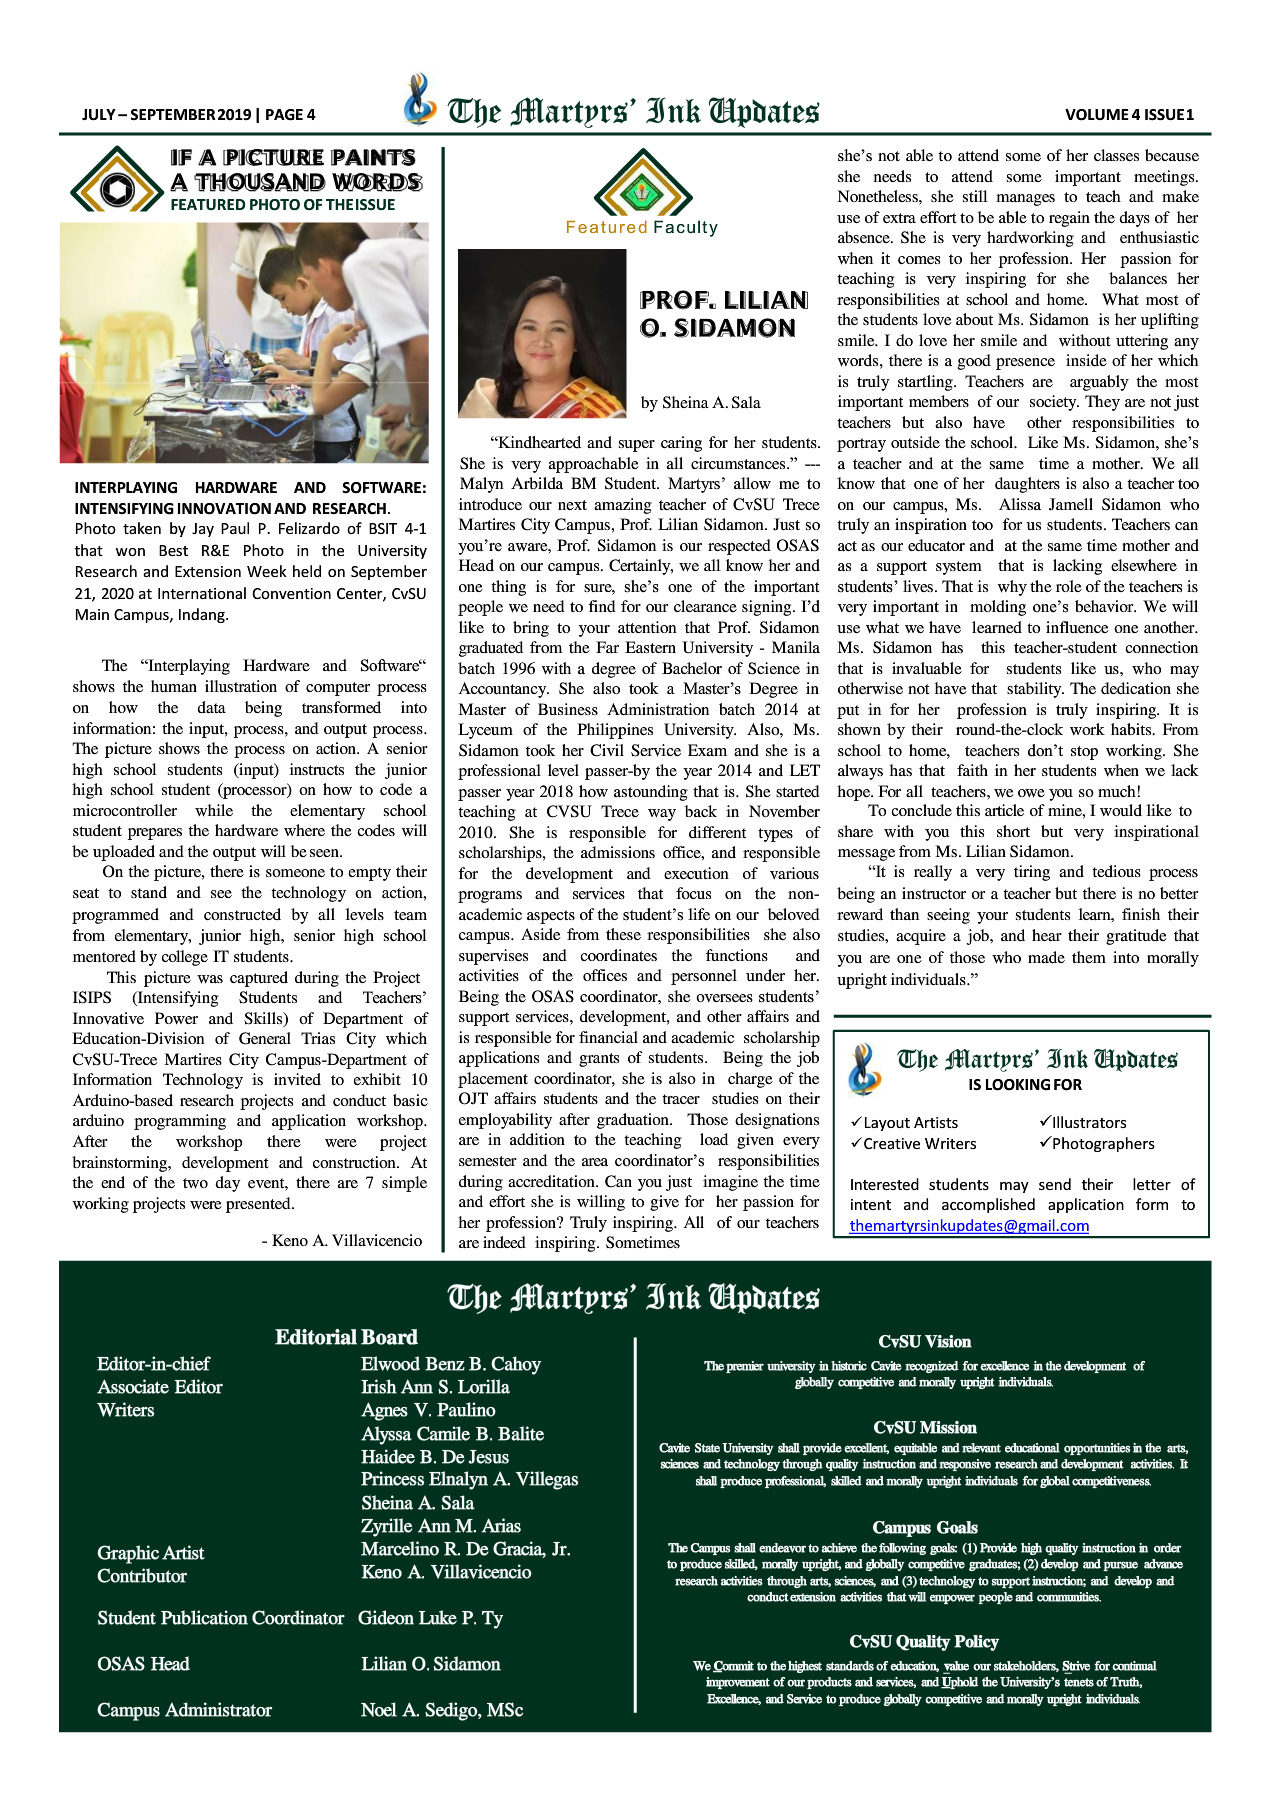 JULY – SEPTEMBER 2019 | PAGE 4
The Martyrs’ Ink Updates
VOLUME 4 ISSUE 1
IF A PICTURE PAINTS
A THOUSAND WORDS
FEATURED PHOTO OF THE ISSUE
INTERPLAYING HARDWARE AND SOFTWARE:
INTENSIFYING INNOVATION AND RESEARCH.
Photo taken by Jay Paul P. Felizardo of BSIT 4-1
that won Best R&E Photo in the University
Research and Extension Week held on September
21, 2020 at International Convention Center, CvSU
Main Campus, Indang.
The “Interplaying Hardware and Software“
shows the human illustration of computer process
on how the data being transformed into
information: the input, process, and output process.
The picture shows the process on action. A senior
high school students (input) instructs the junior
high school student (processor) on how to code a
microcontroller while the elementary school
student prepares the hardware where the codes will
be uploaded and the output will be seen.
On the picture, there is someone to empty their
seat to stand and see the technology on action,
programmed and constructed by all levels team
from elementary, junior high, senior high school
mentored by college IT students.
This picture was captured during the Project
ISIPS (Intensifying Students and Teachers’
Innovative Power and Skills) of Department of
Education-Division of General Trias City which
CvSU-Trece Martires City Campus-Department of
Information Technology is invited to exhibit 10
Arduino-based research projects and conduct basic
arduino programming and application workshop.
After the workshop there were project
brainstorming, development and construction. At
the end of the two day event, there are 7 simple
working projects were presented.
- Keno A. Villavicencio
Featured Faculty
PROF. LILIAN
O. SIDAMON
by Sheina A. Sala
“Kindhearted and super caring for her students.
She is very approachable in all circumstances.” ---
Malyn Arbilda BM Student. Martyrs’ allow me to
introduce our next amazing teacher of CvSU Trece
Martires City Campus, Prof. Lilian Sidamon. Just so
you’re aware, Prof. Sidamon is our respected OSAS
Head on our campus. Certainly, we all know her and
one thing is for sure, she’s one of the important
people we need to find for our clearance signing. I’d
like to bring to your attention that Prof. Sidamon
graduated from the Far Eastern University - Manila
batch 1996 with a degree of Bachelor of Science in
Accountancy. She also took a Master’s Degree in
Master of Business Administration batch 2014 at
Lyceum of the Philippines University. Also, Ms.
Sidamon took her Civil Service Exam and she is a
professional level passer-by the year 2014 and LET
passer year 2018 how astounding that is. She started
teaching at CVSU Trece way back in November
2010. She is responsible for different types of
scholarships, the admissions office, and responsible
for the development and execution of various
programs and services that focus on the non-
academic aspects of the student’s life on our beloved
campus. Aside from these responsibilities she also
supervises and coordinates the functions and
activities of the offices and personnel under her.
Being the OSAS coordinator, she oversees students’
support services, development, and other affairs and
is responsible for financial and academic scholarship
applications and grants of students. Being the job
placement coordinator, she is also in charge of the
OJT affairs students and the tracer studies on their
employability after graduation. Those designations
are in addition to the teaching load given every
semester and the area coordinator’s responsibilities
during accreditation. Can you just imagine the time
and effort she is willing to give for her passion for
her profession? Truly inspiring. All of our teachers
are indeed inspiring. Sometimes
she’s not able to attend some of her classes because
she needs to attend some important meetings.
Nonetheless, she still manages to teach and make
use of extra effort to be able to regain the days of her
absence. She is very hardworking and enthusiastic
when it comes to her profession. Her passion for
teaching is very inspiring for she balances her
responsibilities at school and home. What most of
the students love about Ms. Sidamon is her uplifting
smile. I do love her smile and without uttering any
words, there is a good presence inside of her which
is truly startling. Teachers are arguably the most
important members of our society. They are not just
teachers but also have other responsibilities to
portray outside the school. Like Ms. Sidamon, she’s
a teacher and at the same time a mother. We all
know that one of her daughters is also a teacher too
on our campus, Ms. Alissa Jamell Sidamon who
truly an inspiration too for us students. Teachers can
act as our educator and at the same time mother and
as a support system that is lacking elsewhere in
students’ lives. That is why the role of the teachers is
very important in molding one’s behavior. We will
use what we have learned to influence one another.
Ms. Sidamon has this teacher-student connection
that is invaluable for students like us, who may
otherwise not have that stability. The dedication she
put in for her profession is truly inspiring. It is
shown by their round-the-clock work habits. From
school to home, teachers don’t stop working. She
always has that faith in her students when we lack
hope. For all teachers, we owe you so much!
To conclude this article of mine, I would like to
share with you this short but very inspirational
message from Ms. Lilian Sidamon.
“It is really a very tiring and tedious process
being an instructor or a teacher but there is no better
reward than seeing your students learn, finish their
studies, acquire a job, and hear their gratitude that
you are one of those who made them into morally
upright individuals.”
The Martyrs’ Ink Updates
IS LOOKING FOR
✓Layout Artists ✓Illustrators
✓Creative Writers ✓Photographers
Interested students may send their letter of
intent and accomplished application form to
themartyrsinkupdates@gmail.com
The Martyrs’ Ink Updates
Editorial Board
Editor-in-chief Elwood Benz B. Cahoy
Associate Editor Irish Ann S. Lorilla
Writers Agnes V. Paulino
Alyssa Camile B. Balite
Haidee B. De Jesus
Princess Elnalyn A. Villegas
Sheina A. Sala
Zyrille Ann M. Arias
Graphic Artist Marcelino R. De Gracia, Jr.
Contributor Keno A. Villavicencio
Student Publication Coordinator Gideon Luke P. Ty
OSAS Head Lilian O. Sidamon
Campus Administrator Noel A. Sedigo, MSc
CvSU Vision
The premier university in historic Cavite recognized for excellence in the development of
globally competitive and morally upright individuals.
CvSU Mission
Cavite State University shall provide excellent, equitable and relevant educational opportunities in the arts,
sciences and technology through quality instruction and responsive research and development activities. It
shall produce professional, skilled and morally upright individuals for global competitiveness.
Campus Goals
The Campus shall endeavor to achieve the following goals: (1) Provide high quality instruction in order
to produce skilled, morally upright, and globally competitive graduates; (2) develop and pursue advance
research activities through arts, sciences, and (3) technology to support instruction; and develop and
conduct extension activities that will empower people and communities.
CvSU Quality Policy
We Commit to the highest standards of education, value our stakeholders, Strive for continual
improvement of our products and services, and Uphold the University’s tenets of Truth,
Excellence, and Service to produce globally competitive and morally upright individuals.